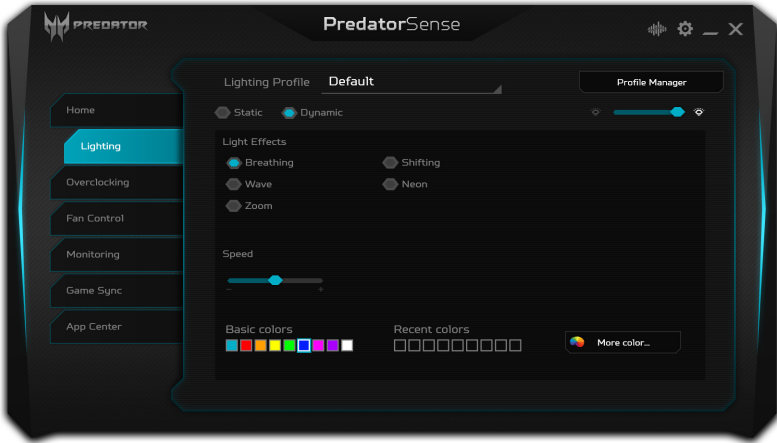 PREDATOR
PredatorSense
Lighting Profile Default
Profile Manager
Home
Static Dynamic
Lighting
Light Effects
Breathing Shifting
Overclocking
Wave Neon
Zoom
Fan Control
Monitoring
Speed
Game Sync
- +
App Center
Basic colors Recent colors
More color...